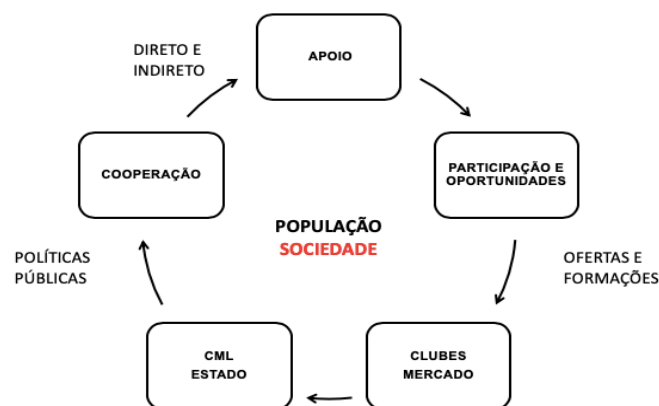 DIRETO E
INDIRETO
APOIO
COOPERAÇÃO
PARTICIPAÇÃO E
OPORTUNIDADES
POPULAÇÃO
SOCIEDADE
POLÍTICAS
PÚBLICAS
OFERTAS E
FORMAÇÕES
CML
ESTADO
CLUBES
MERCADO